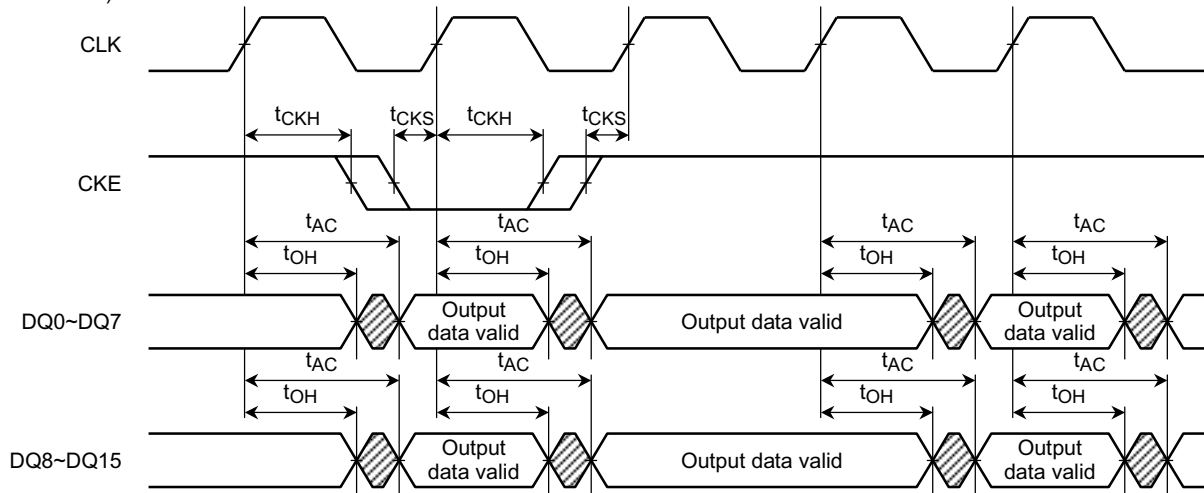 CLK
tCKH tCKS tCKH tCKS
CKE
tAC tAC tAC tAC
tOH tOH tOH tOH
DQ0~DQ7
Output data valid
Output data valid
Output data valid
tAC tAC tAC tAC
tOH tOH tOH tOH
DQ8~DQ15
Output data valid
Output data valid
Output data valid